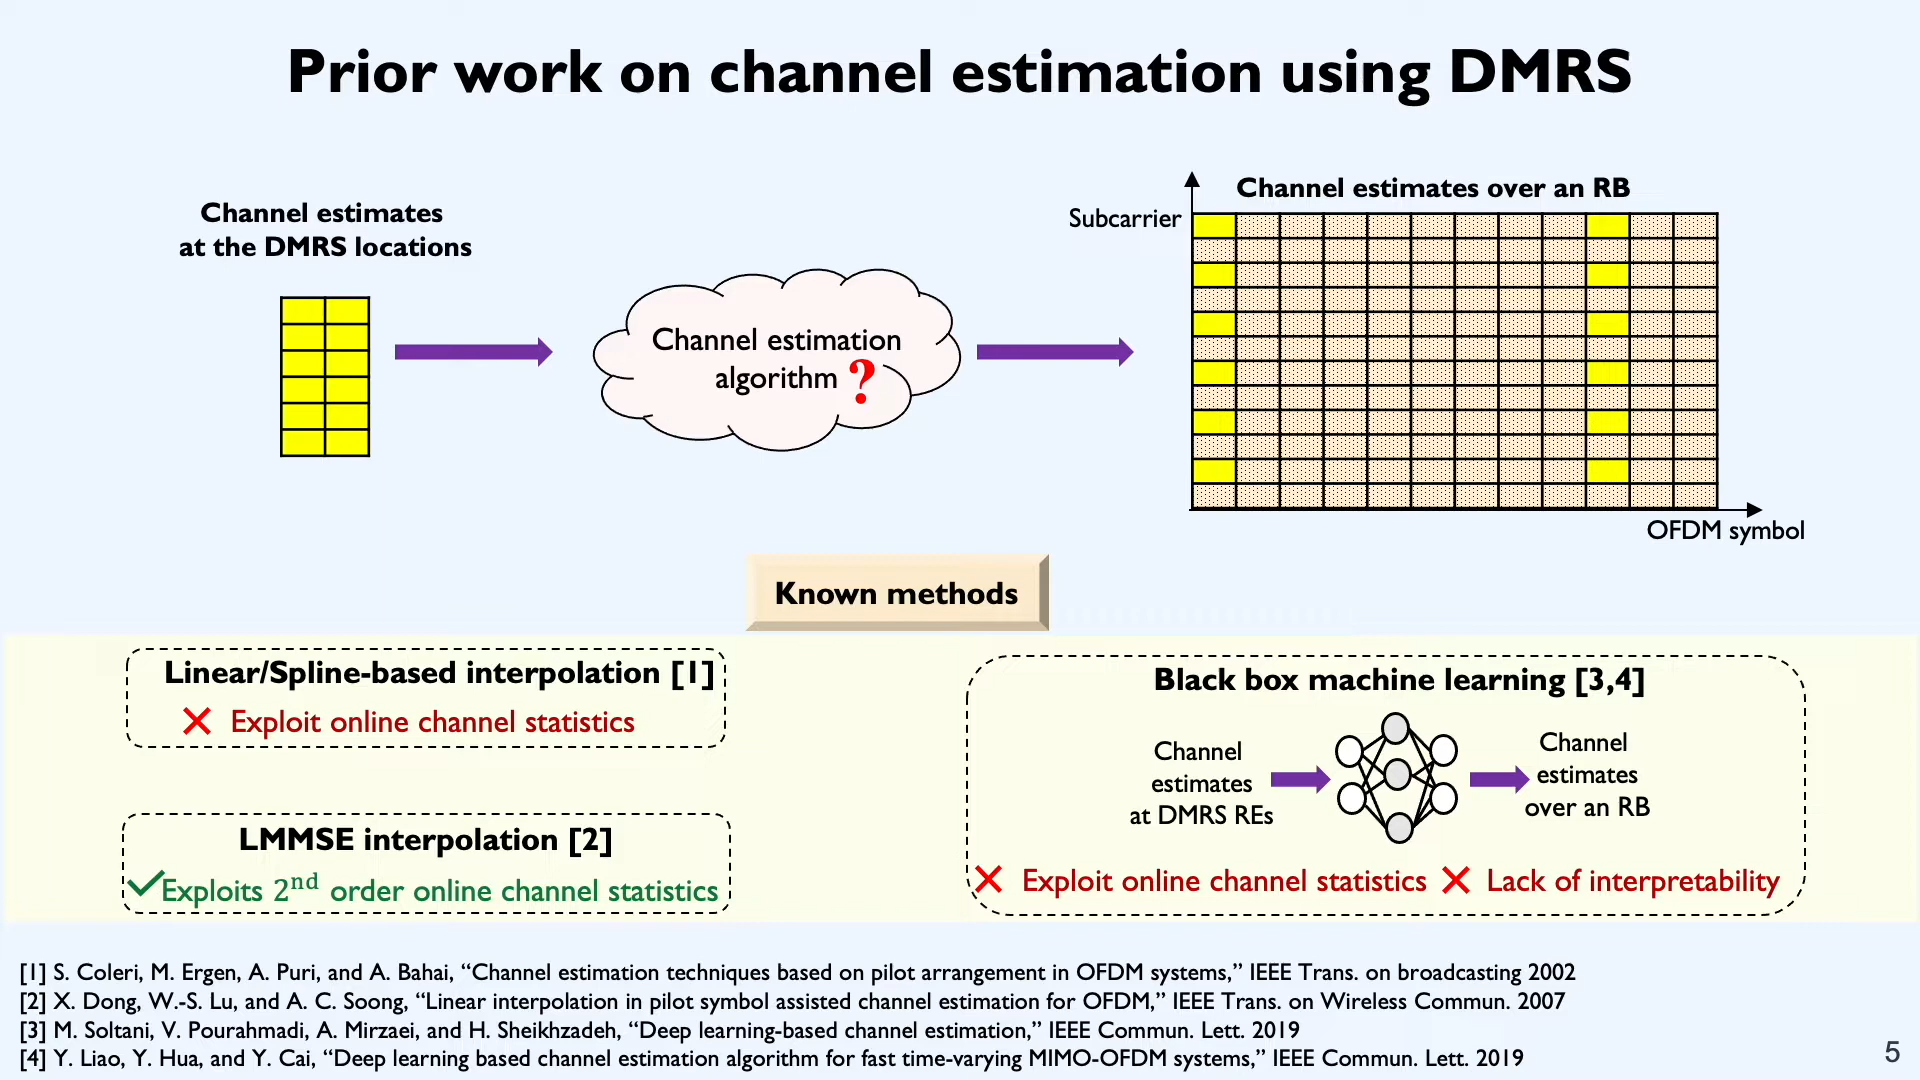 Prior work on channel estimation using DMRS
Channel estimates
at the DMRS locations
Channel estimation
algorithm ?
Channel estimates over an RB
Subcarrier
OFDM symbol
Known methods
Linear/Spline-based interpolation [1]
❌ Exploit online channel statistics
LMMSE interpolation [2]
✓ Exploits 2nd order online channel statistics
Black box machine learning [3,4]
Channel
estimates
at DMRS REs
Channel
estimates
over an RB
❌ Exploit online channel statistics ❌ Lack of interpretability
[1] S. Coleri, M. Ergen, A. Puri, and A. Bahai, “Channel estimation techniques based on pilot arrangement in OFDM systems,” IEEE Trans. on broadcasting 2002
[2] X. Dong, W.-S. Lu, and A. C. Soong, “Linear interpolation in pilot symbol assisted channel estimation for OFDM,” IEEE Trans. on Wireless Commun. 2007
[3] M. Soltani, V. Pourahmadi, A. Mirzaei, and H. Sheikhzadeh, “Deep learning-based channel estimation,” IEEE Commun. Lett. 2019
[4] Y. Liao, Y. Hua, and Y. Cai, “Deep learning based channel estimation algorithm for fast time-varying MIMO-OFDM systems,” IEEE Commun. Lett. 2019
5